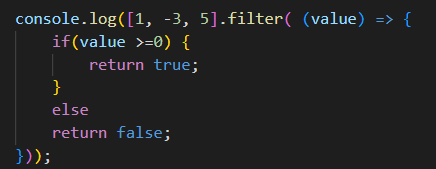 console.log([1, -3, 5].filter( (value) => {
    if(value >=0) {
        return true;
    }
    else
    return false;
}));